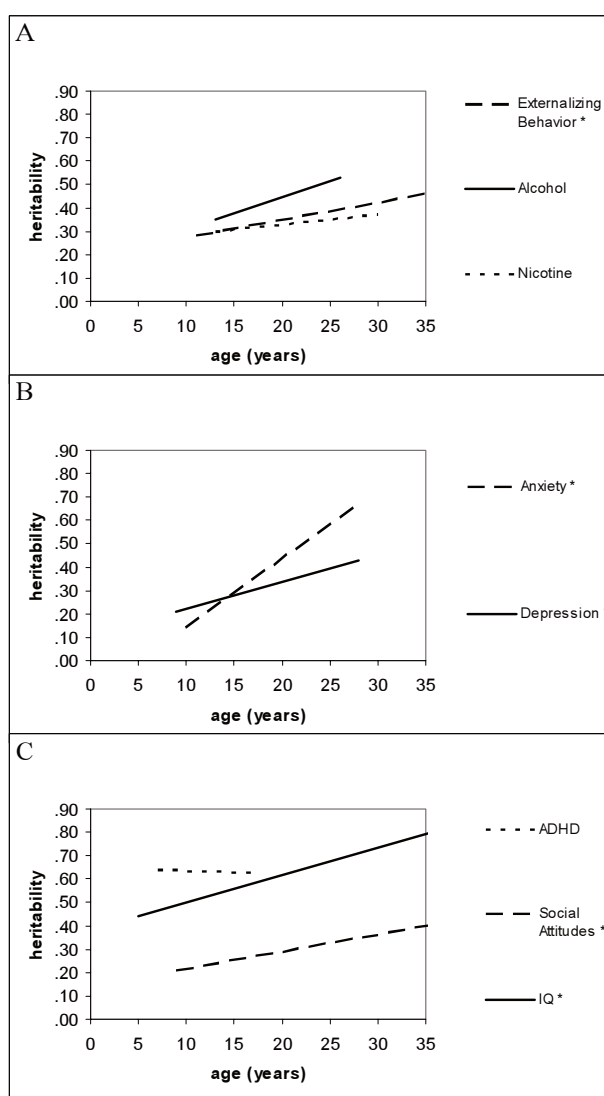 A
.90
.80
.70
.60
.50
.40
.30
.20
.10
.00
heritability
0 5 10 15 20 25 30 35
age (years)
Externalizing
Behavior *
Alcohol
Nicotine
B
.90
.80
.70
.60
.50
.40
.30
.20
.10
.00
heritability
0 5 10 15 20 25 30 35
age (years)
Anxiety *
Depression
C
.90
.80
.70
.60
.50
.40
.30
.20
.10
.00
heritability
0 5 10 15 20 25 30 35
age (years)
ADHD
Social
Attitudes *
IQ *